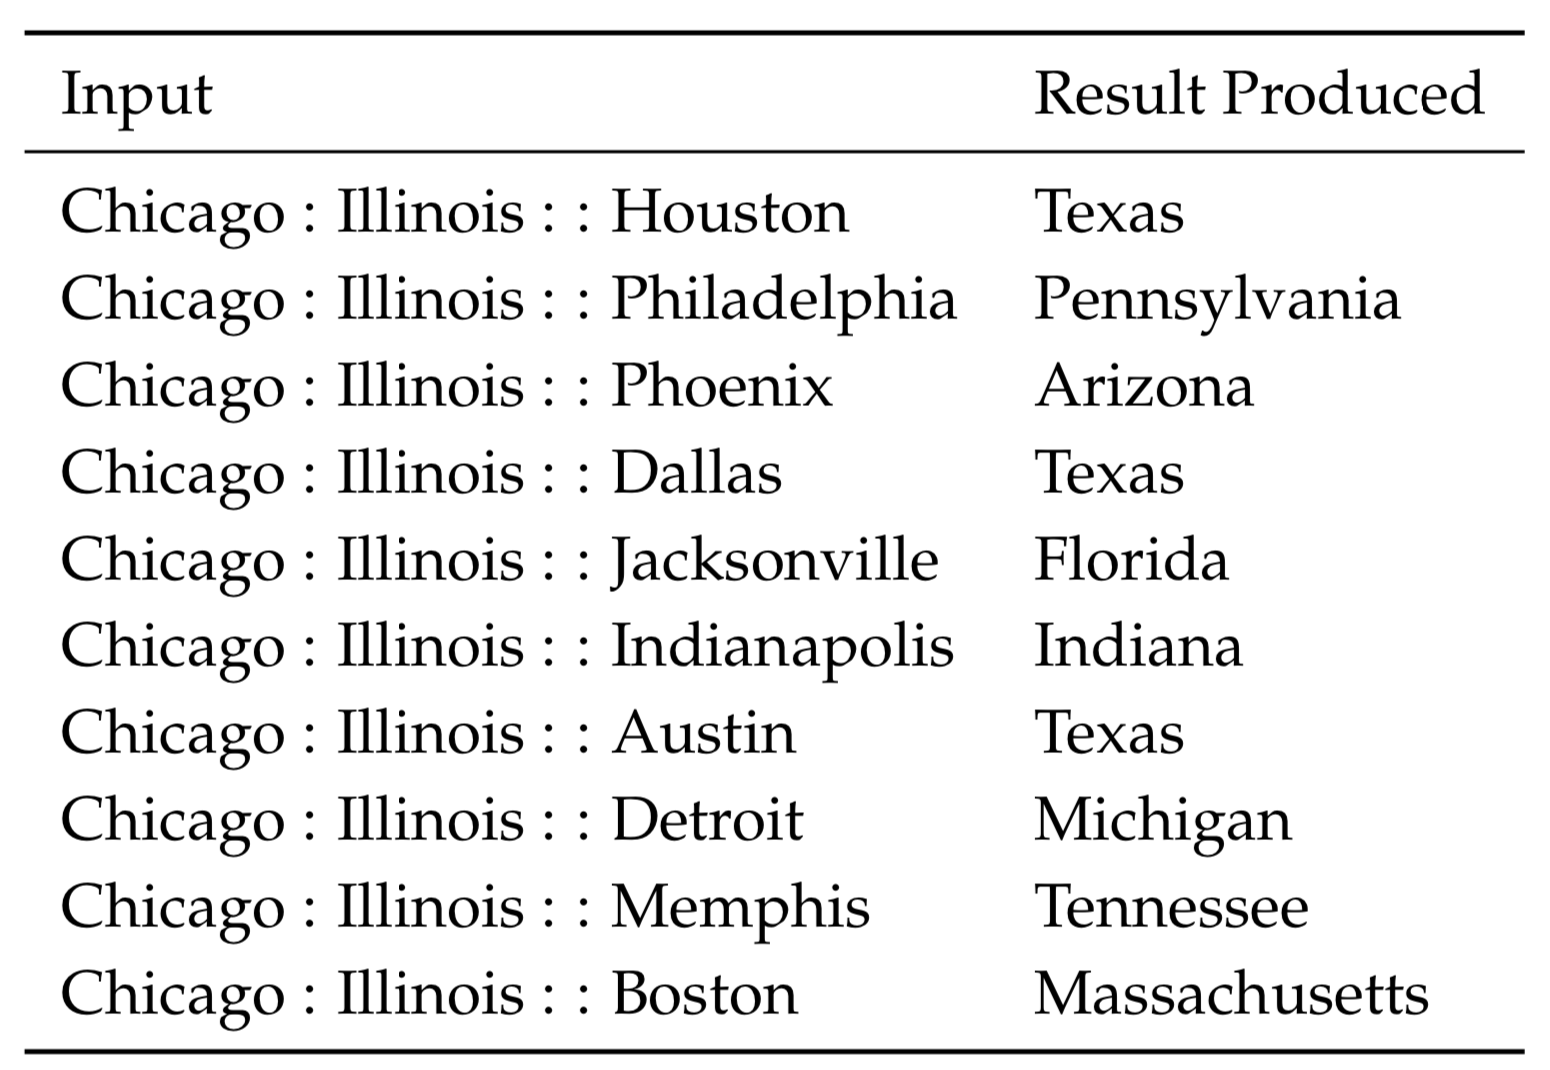 Input Result Produced
Chicago : Illinois : : Houston Texas
Chicago : Illinois : : Philadelphia Pennsylvania
Chicago : Illinois : : Phoenix Arizona
Chicago : Illinois : : Dallas Texas
Chicago : Illinois : : Jacksonville Florida
Chicago : Illinois : : Indianapolis Indiana
Chicago : Illinois : : Austin Texas
Chicago : Illinois : : Detroit Michigan
Chicago : Illinois : : Memphis Tennessee
Chicago : Illinois : : Boston Massachusetts